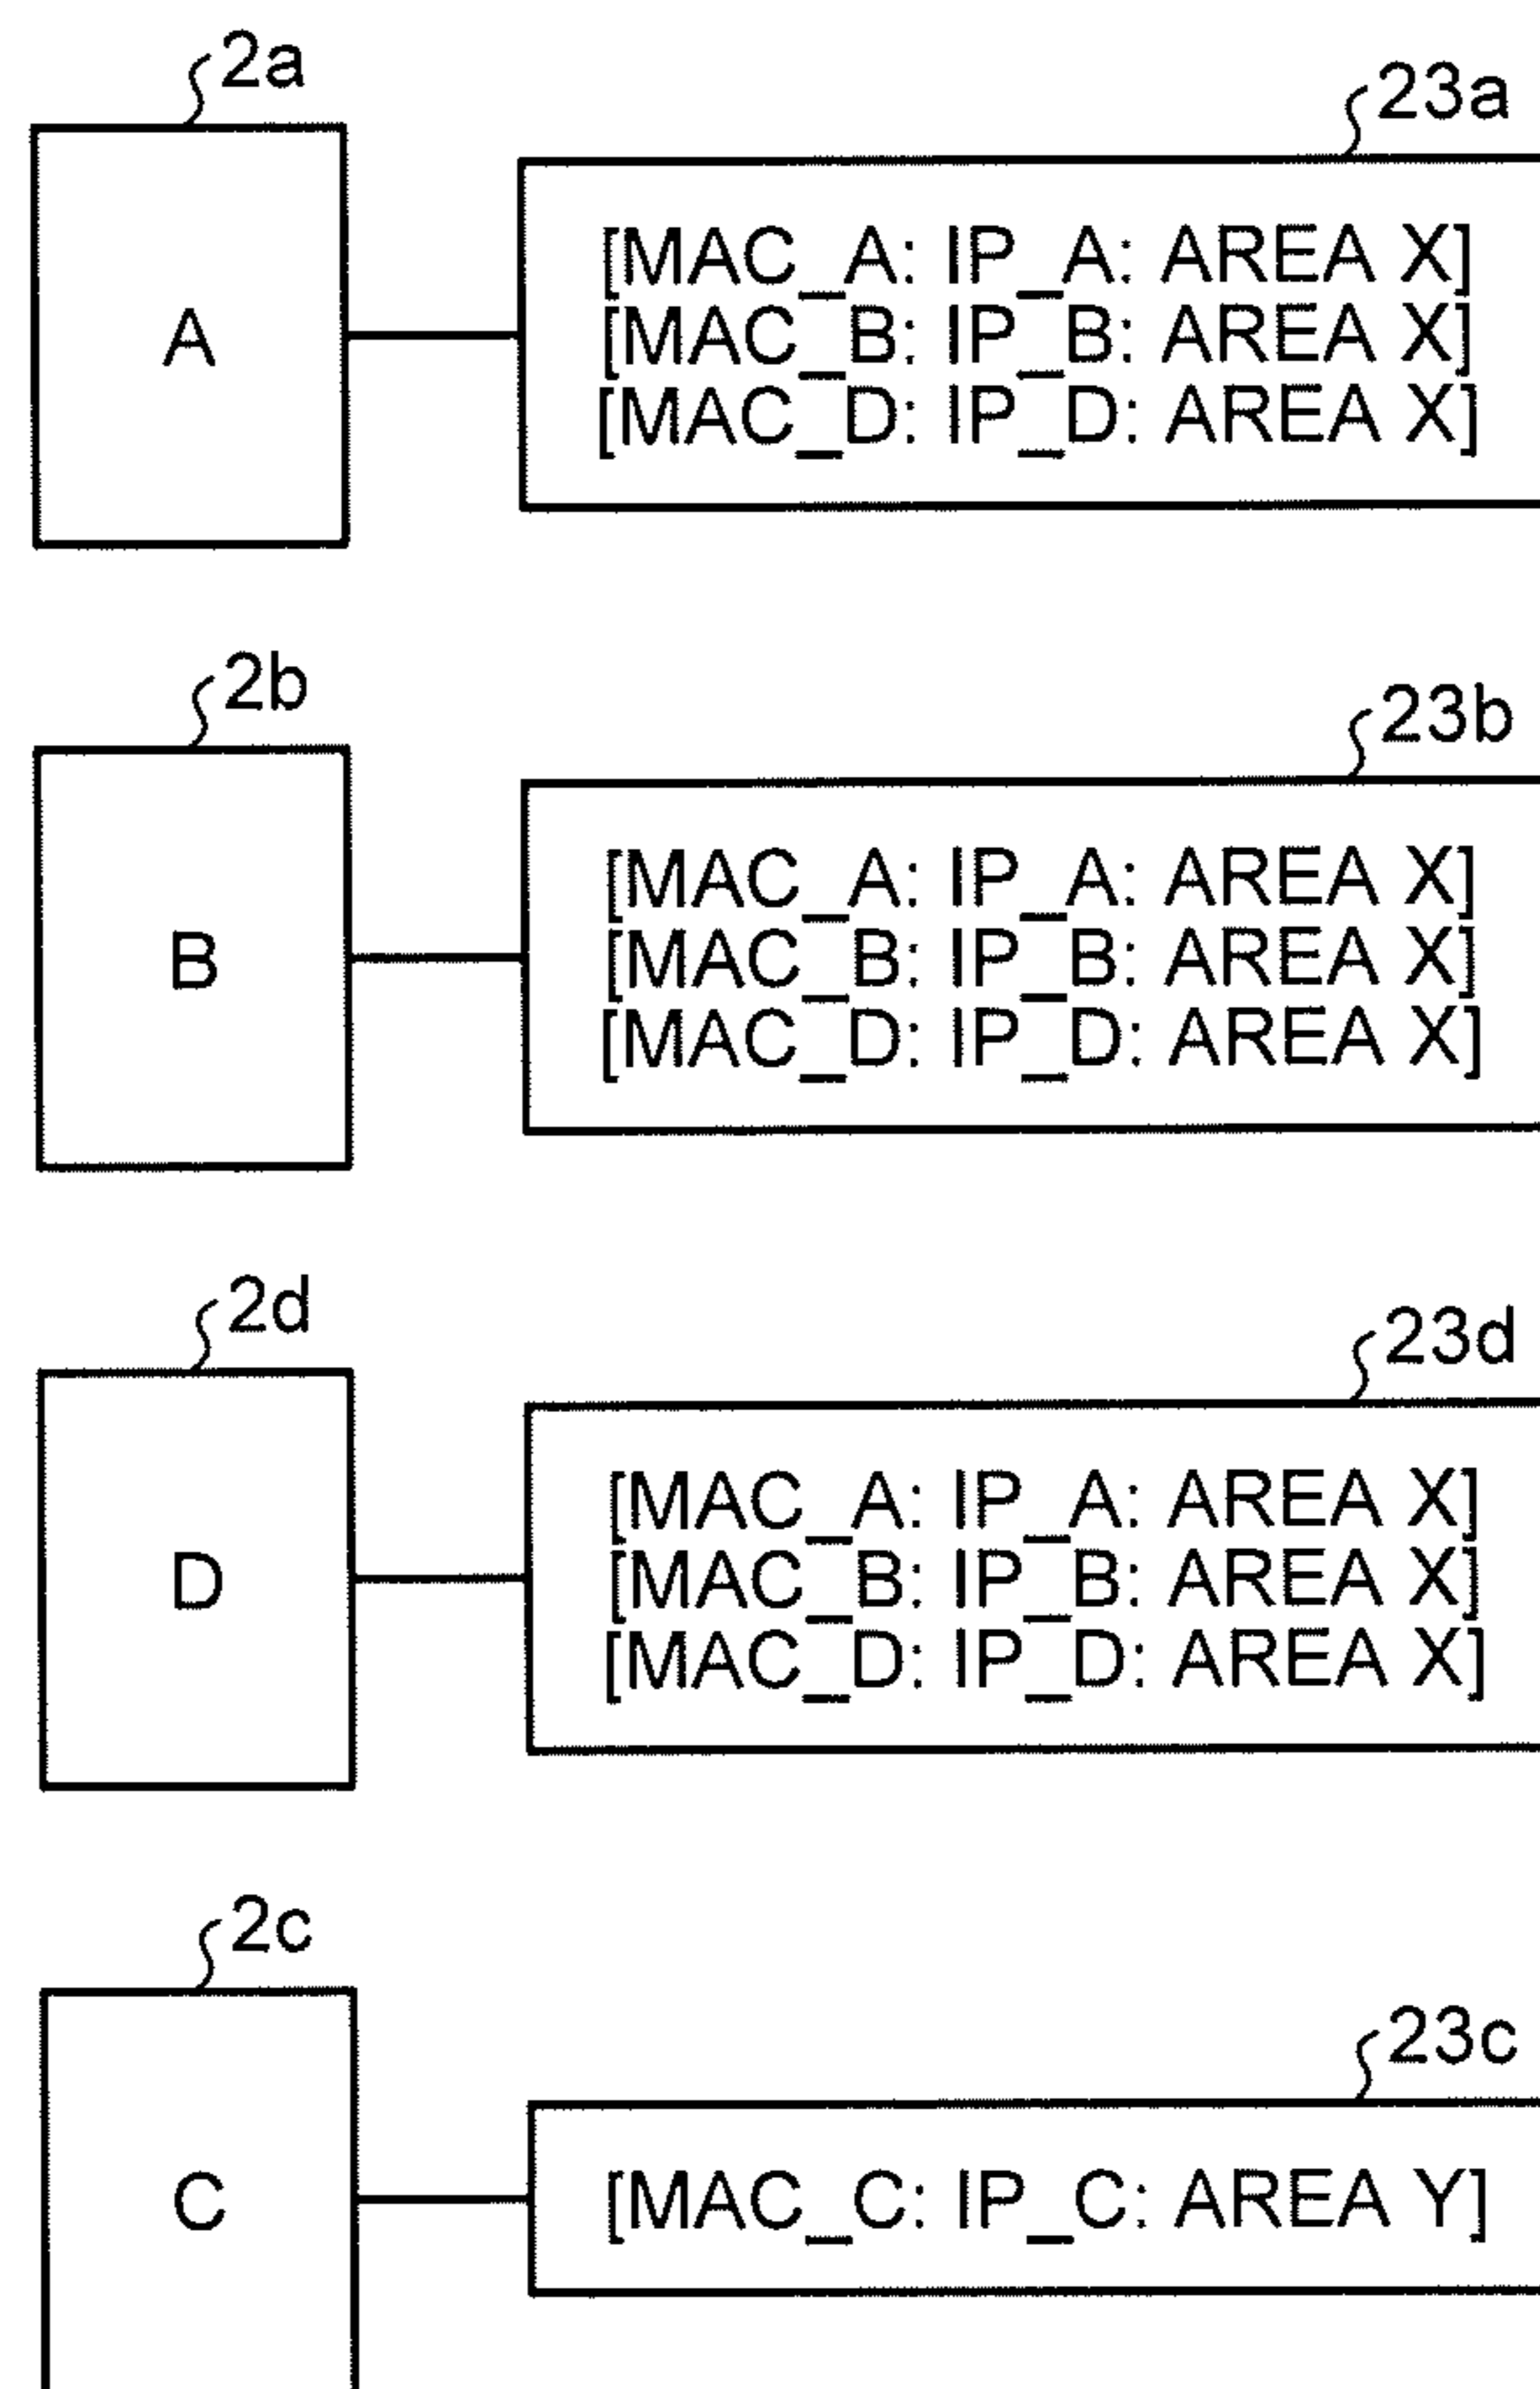 2a
23a
A
[MAC_A: IP_A: AREA X]
[MAC_B: IP_B: AREA X]
[MAC_D: IP_D: AREA X]
2b
23b
B
[MAC_A: IP_A: AREA X]
[MAC_B: IP_B: AREA X]
[MAC_D: IP_D: AREA X]
2d
23d
D
[MAC_A: IP_A: AREA X]
[MAC_B: IP_B: AREA X]
[MAC_D: IP_D: AREA X]
2c
23c
C
[MAC_C: IP_C: AREA Y]